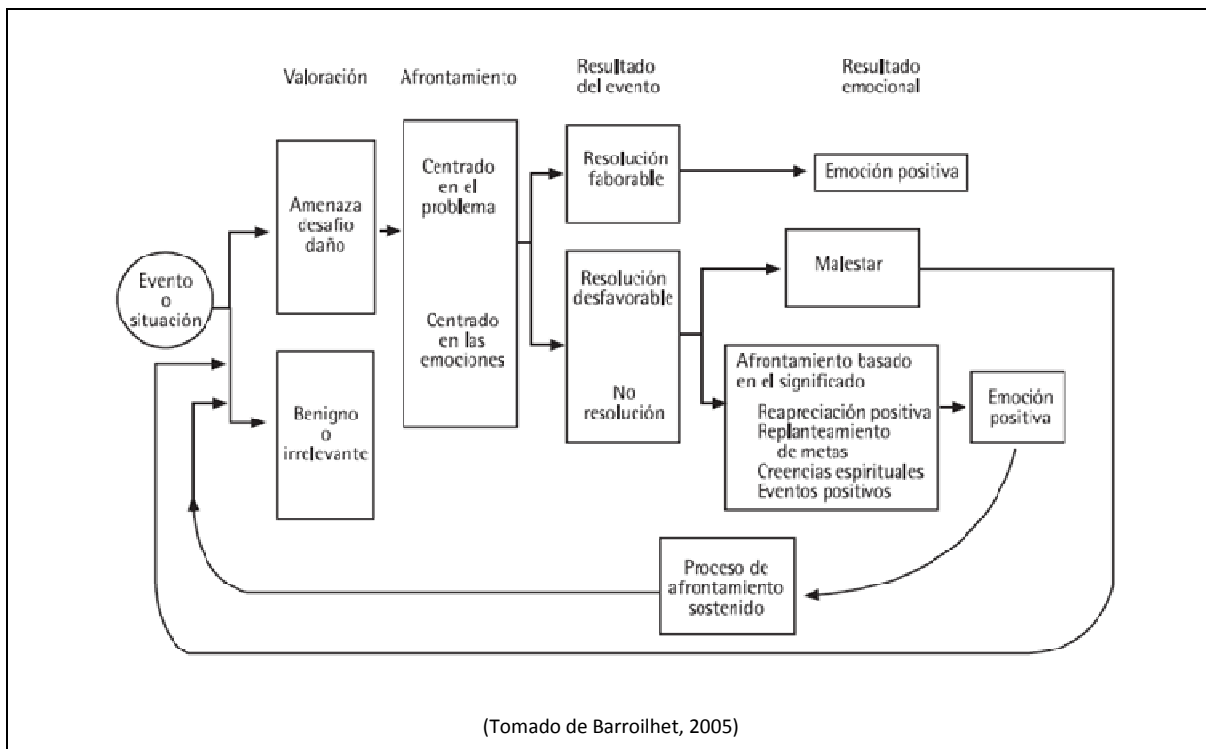 Valoración
Afrontamiento
Resultado
del evento
Resultado
emocional
Evento
o
situación
Amenaza
desafio
daño
Benigno
o
irrelevante
Centrado
en el
problema
Centrado
en las
emociones
Resolución
faborable
Emoción positiva
Resolución
desfavorable
No
resolución
Malestar
Afrontamiento basado
en el significado
Reapreciación positiva
Replanteamiento
de metas
Creencias espirituales
Eventos positivos
Emoción
positiva
Proceso de
afrontamiento
sostenido
(Tomado de Barroilhet, 2005)